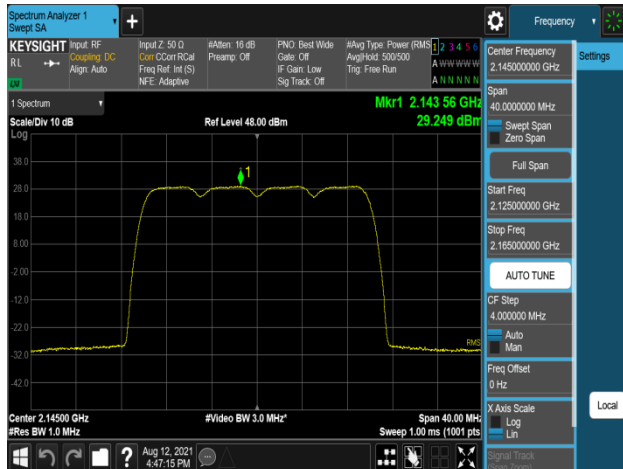 Spectrum Analyzer 1
Swept SA
Frequency
KEYSIGHT
RL
LXI
Input: RF
Coupling: DC
Align: Auto
Input Z: 50 Ω
Corr CCorr RCal
Freq Ref: Int (S)
NFE: Adaptive
#Atten: 16 dB
Preamp: Off
PNO: Best Wide
Gate: Off
IF Gain: Low
Sig Track: Off
#Avg Type: Power (RMS
Avg|Hold: 500/500
Trig: Free Run
1 2 3 4 5 6
A W W W W W
A N N N N N
1 Spectrum
Scale/Div 10 dB
Log
Ref Level 48.00 dBm
Mkr1 2.143 56 GHz
29.249 dBm
1
38.0
28.0
18.0
8.00
-2.00
-12.0
-22.0
-32.0
-42.0
RMS
Center 2.14500 GHz
#Res BW 1.0 MHz
#Video BW 3.0 MHz*
Span 40.00 MHz
Sweep 1.00 ms (1001 pts
?
Aug 12, 2021
4:47:15 PM
Center Frequency
2.145000000 GHz
Settings
Span
40.0000000 MHz
Swept Span
Zero Span
Full Span
Start Freq
2.125000000 GHz
Stop Freq
2.165000000 GHz
AUTO TUNE
CF Step
4.000000 MHz
Auto
Man
Freq Offset
0 Hz
X Axis Scale
Log
Lin
Local
Signal Track
(Span Zoom)